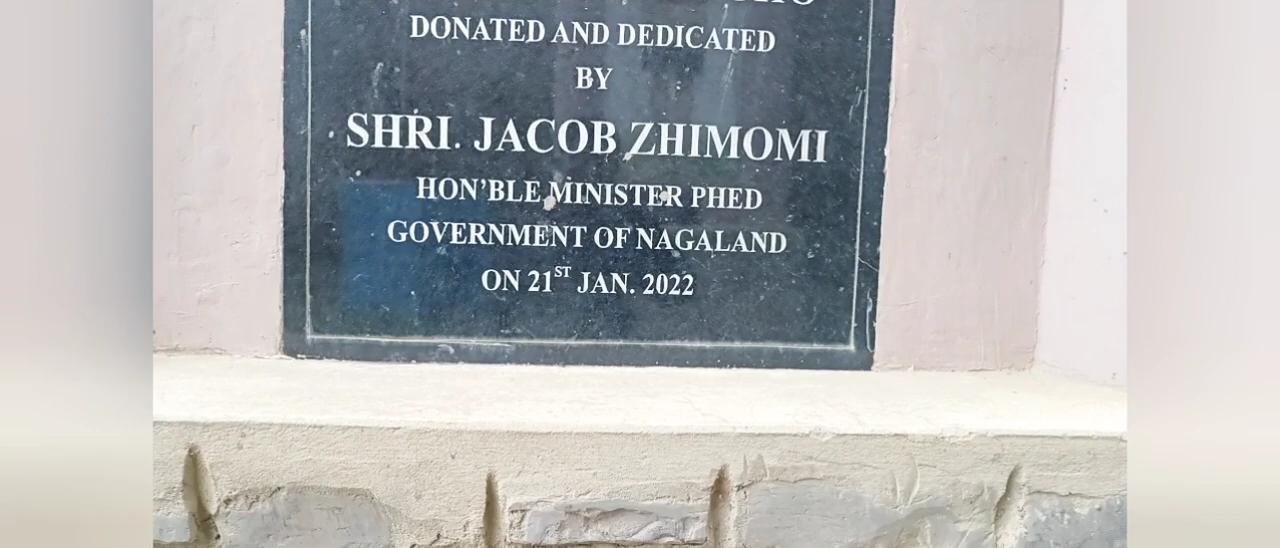 DONATED AND DEDICATED
BY
SHRI. JACOB ZHIMOMI
HON'BLE MINISTER PHED
GOVERNMENT OF NAGALAND
ON 21ST JAN. 2022